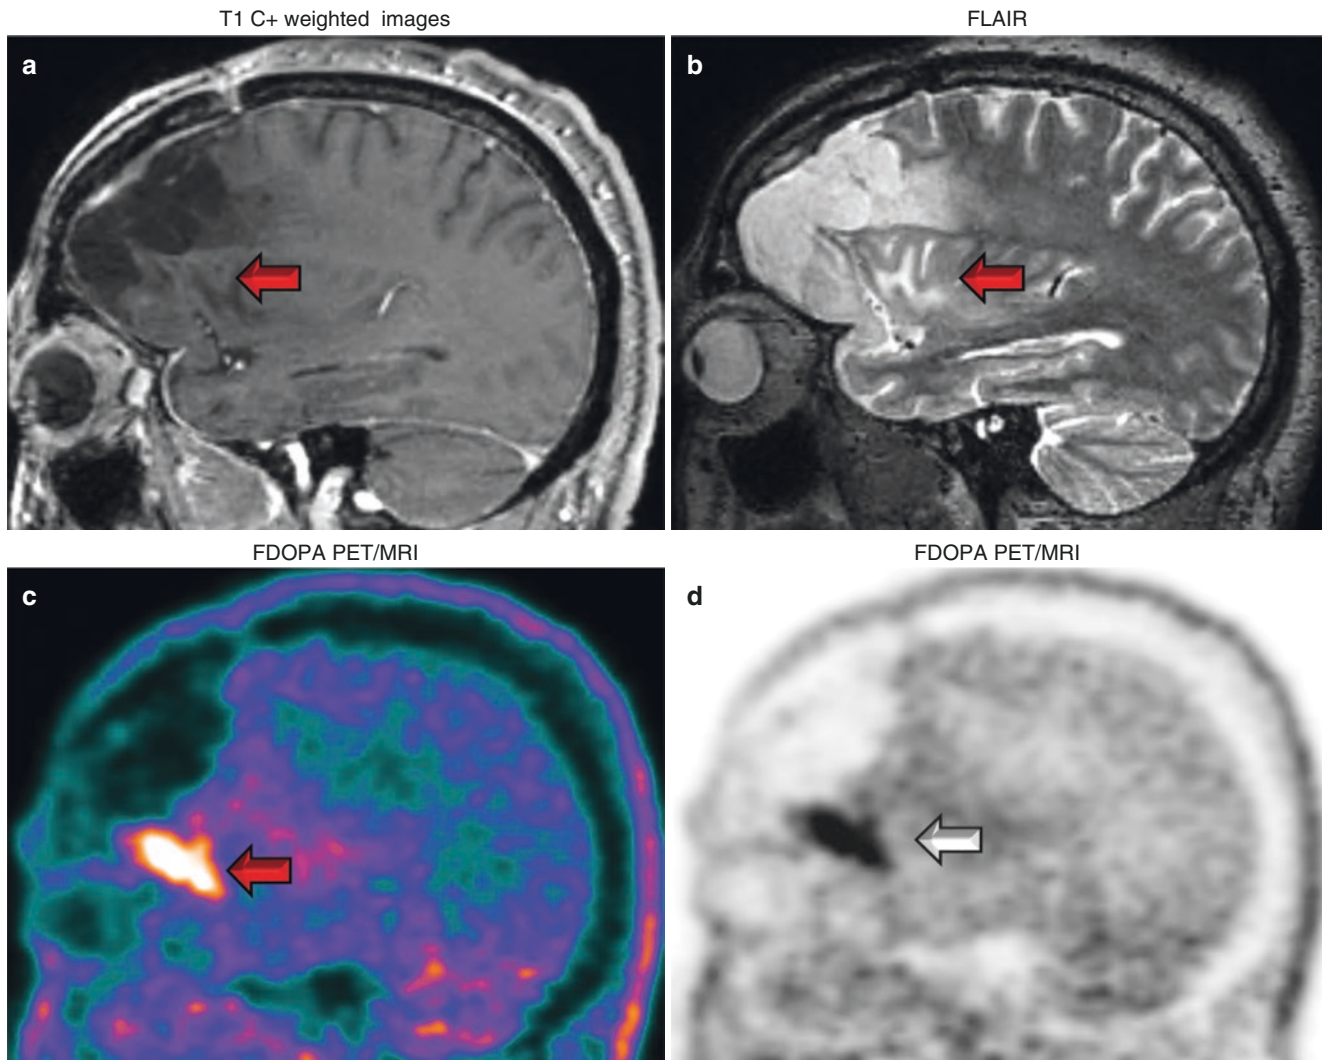 T1 C+ weighted images
FLAIR
a
b
FDOPA PET/MRI
FDOPA PET/MRI
c
d